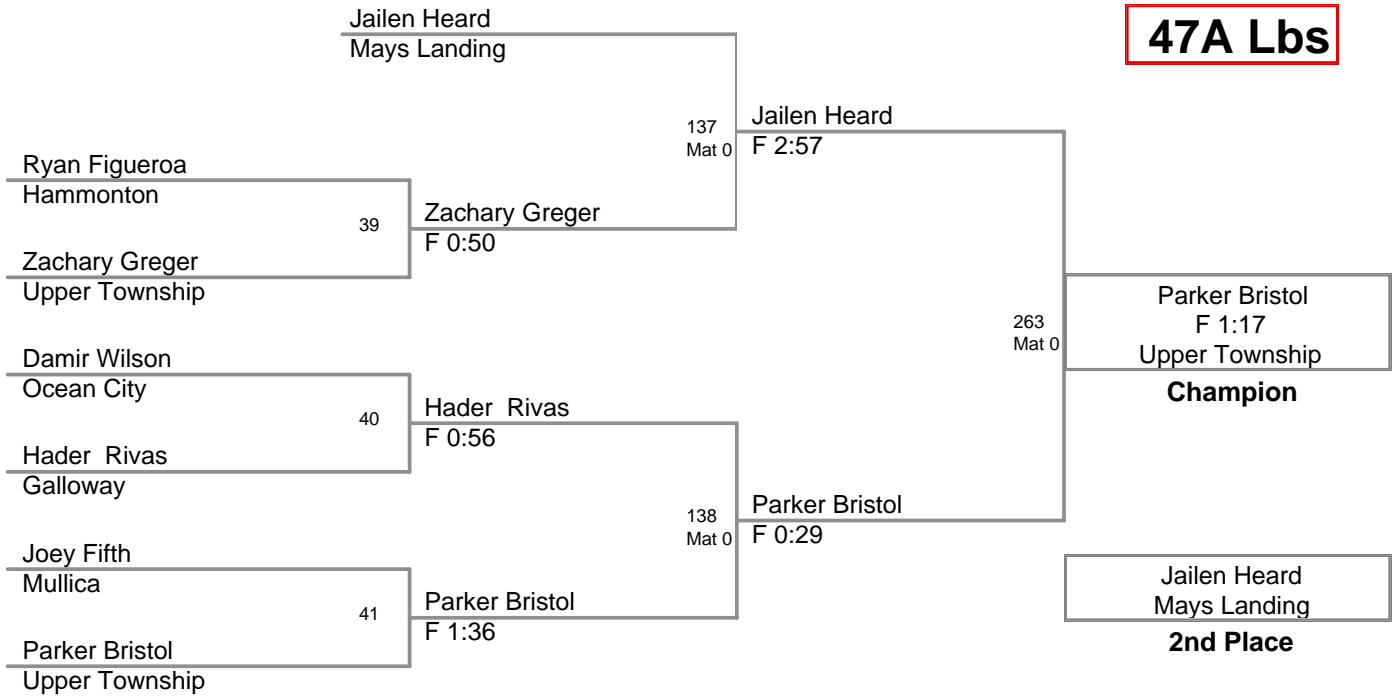 47A Lbs
Jailen Heard
Mays Landing
Ryan Figueroa
Hammonton
39
Zachary Greger
Upper Township
Zachary Greger
F 0:50
137
Mat 0
Jailen Heard
F 2:57
Damir Wilson
Ocean City
40
Hader  Rivas
Galloway
Hader  Rivas
F 0:56
Joey Fifth
Mullica
41
Parker Bristol
Upper Township
Parker Bristol
F 1:36
138
Mat 0
Parker Bristol
F 0:29
263
Mat 0
Parker Bristol
F 1:17
Upper Township
Champion
Jailen Heard
Mays Landing
2nd Place